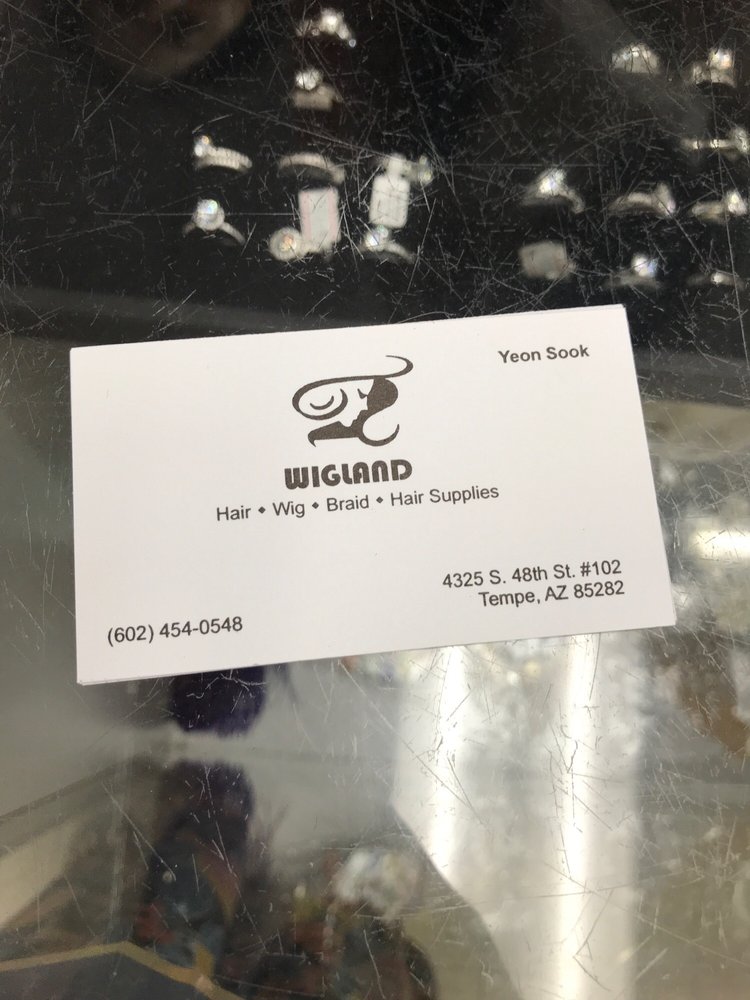 Yeon Sook
WIGLAND
Hair • Wig • Braid • Hair Supplies
4325 S. 48th St. #102
Tempe, AZ 85282
(602) 454-0548